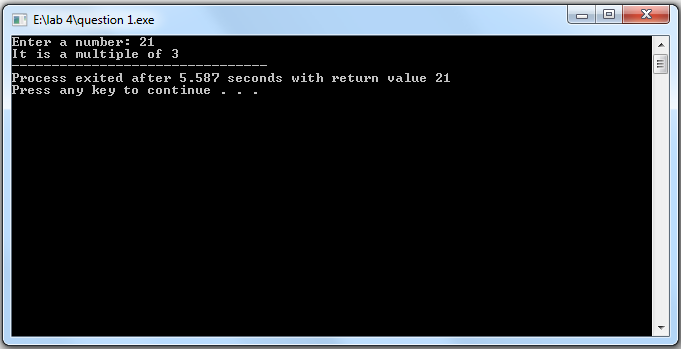 E:\lab 4\question 1.exe
Enter a number: 21
It is a multiple of 3
--------------------------------
Process exited after 5.587 seconds with return value 21
Press any key to continue . . .